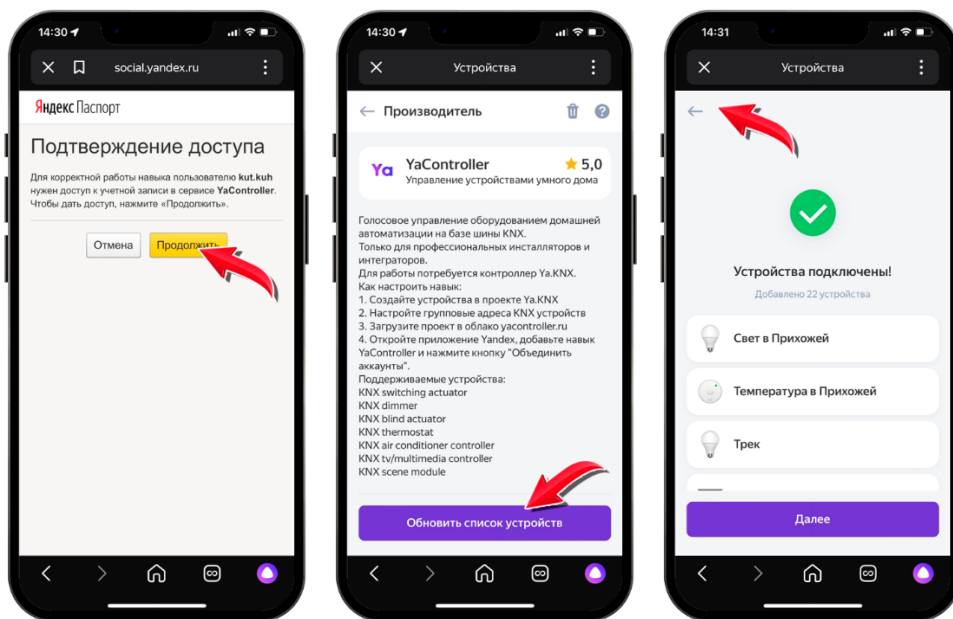 14:30
social.yandex.ru
Яндекс Паспорт
Подтверждение доступа
Для корректной работы навыка пользователю kut.kuh
нужен доступ к учетной записи в сервисе YaController.
Чтобы дать доступ, нажмите «Продолжить».
Отмена
Продолжить
14:30
Устройства
Производитель
Ya
YaController
5,0
Управление устройствами умного дома
Голосовое управление оборудованием домашней
автоматизации на базе шины KNX.
Только для профессиональных инсталляторов и
интеграторов.
Для работы потребуется контроллер Ya.KNX.
Как настроить навык:
1. Создайте устройства в проекте Ya.KNX
2. Настройте групповые адреса KNX устройств
3. Загрузите проект в облако yacontroller.ru
4. Откройте приложение Yandex, добавьте навык
YaController и нажмите кнопку "Объединить
аккаунты".
Поддерживаемые устройства:
KNX switching actuator
KNX dimmer
KNX blind actuator
KNX thermostat
KNX air conditioner controller
KNX tv/multimedia controller
KNX scene module
Обновить список устройств
14:31
Устройства
Устройства подключены!
Добавлено 22 устройства
Свет в Прихожей
Температура в Прихожей
Трек
Далее